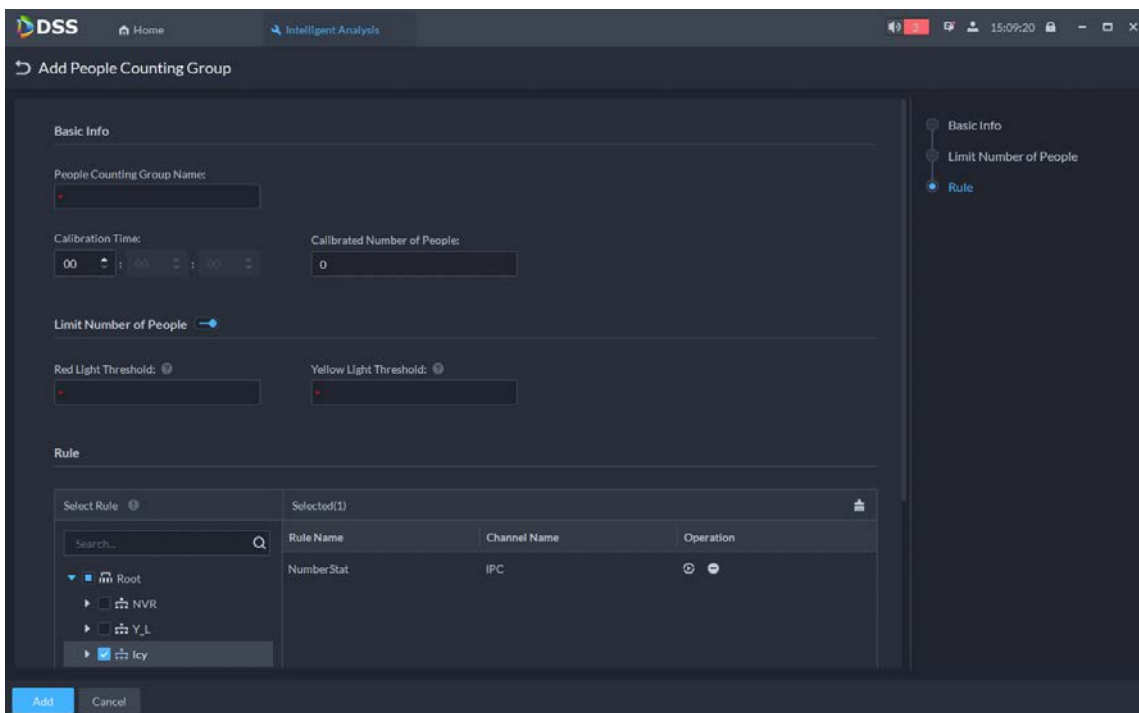 DSS Home Intelligent Analysis 3 15:09:20
Add People Counting Group
Basic Info
People Counting Group Name:
*
Calibration Time: Calibrated Number of People:
00 : 00 : 00 0
Limit Number of People
Red Light Threshold: Yellow Light Threshold:
* *
Rule
Select Rule Selected(1)
Search... Rule Name Channel Name Operation
NumberStat IPC
Root
NVR
Y_L
Icy
Add Cancel
Basic Info
Limit Number of People
Rule